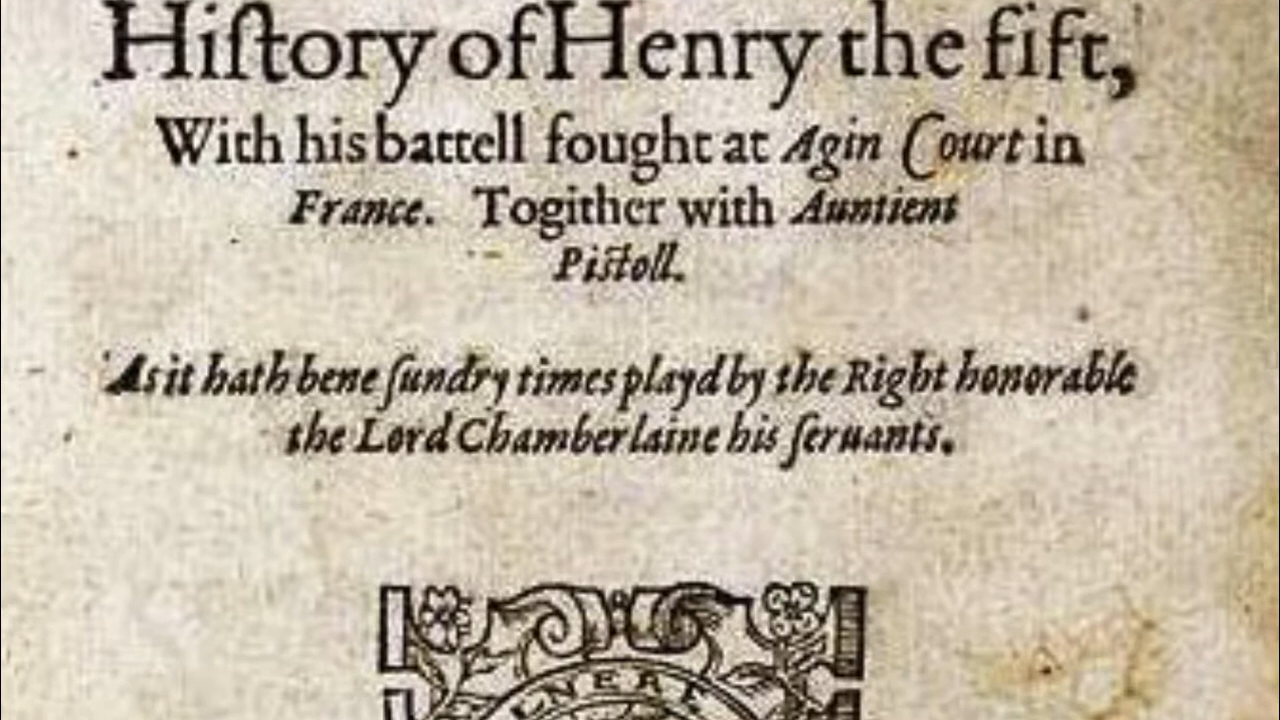 Hiſtory of Henry the fift,
With his battell fought at Agin Court in
France. Togither with Auntient
Piſtoll.
As it hath bene ſundry times playd by the Right honorable
the Lord Chamberlaine his ſeruants.